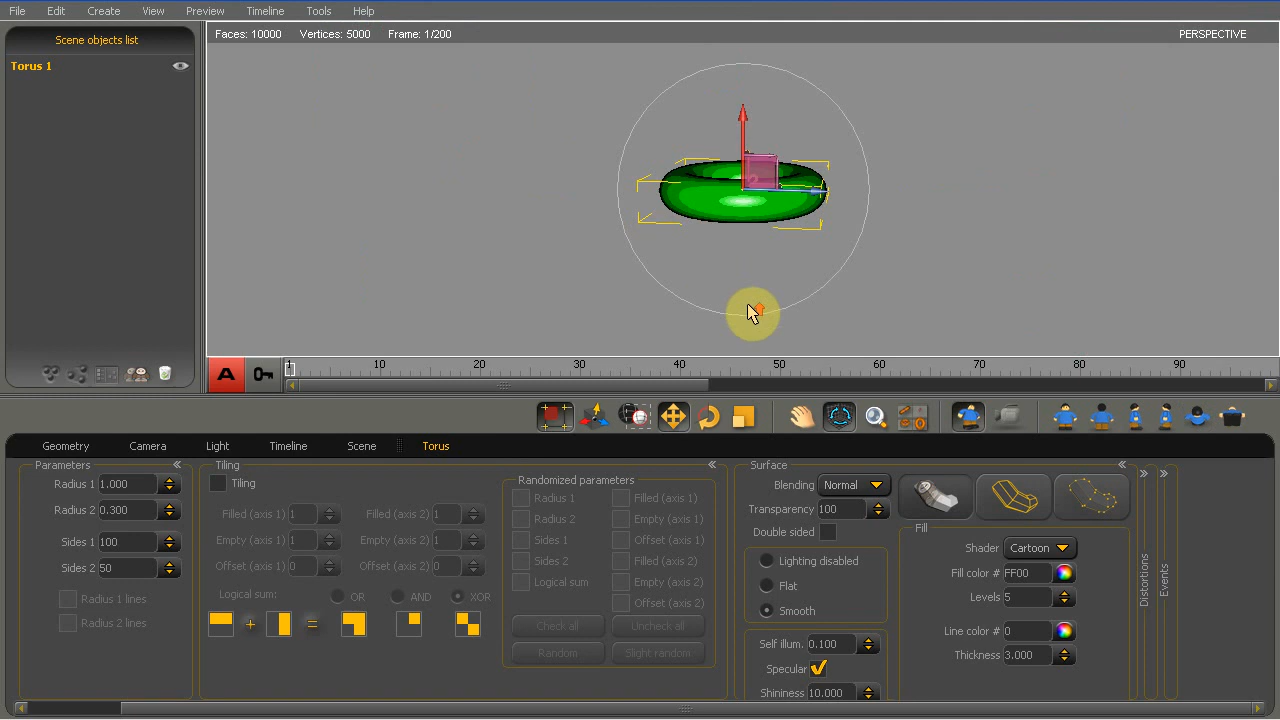 File Edit Create View Preview Timeline Tools Help
Scene objects list
Torus 1
Faces: 10000 Vertices: 5000 Frame: 1/200 PERSPECTIVE
A 1 10 20 30 40 50 60 70 80 90
Geometry Camera Light Timeline Scene Torus
Parameters
Radius 1 1.000
Radius 2 0.300
Sides 1 100
Sides 2 50
Radius 1 lines
Radius 2 lines
Tiling
Tiling
Filled (axis 1) 1 Filled (axis 2) 1
Empty (axis 1) 1 Empty (axis 2) 1
Offset (axis 1) 0 Offset (axis 2) 0
Logical sum: OR AND XOR
+ =
Randomized parameters
Radius 1 Filled (axis 1)
Radius 2 Empty (axis 1)
Sides 1 Offset (axis 1)
Sides 2 Filled (axis 2)
Logical sum Empty (axis 2)
Offset (axis 2)
Check all Uncheck all
Random Slight random
Surface
Blending Normal
Transparency 100
Double sided
Lighting disabled
Flat
Smooth
Self illum. 0.100
Specular
Shininess 10.000
Fill
Shader Cartoon
Fill color # FF00
Levels 5
Line color # 0
Thickness 3.000
Distortions
Events